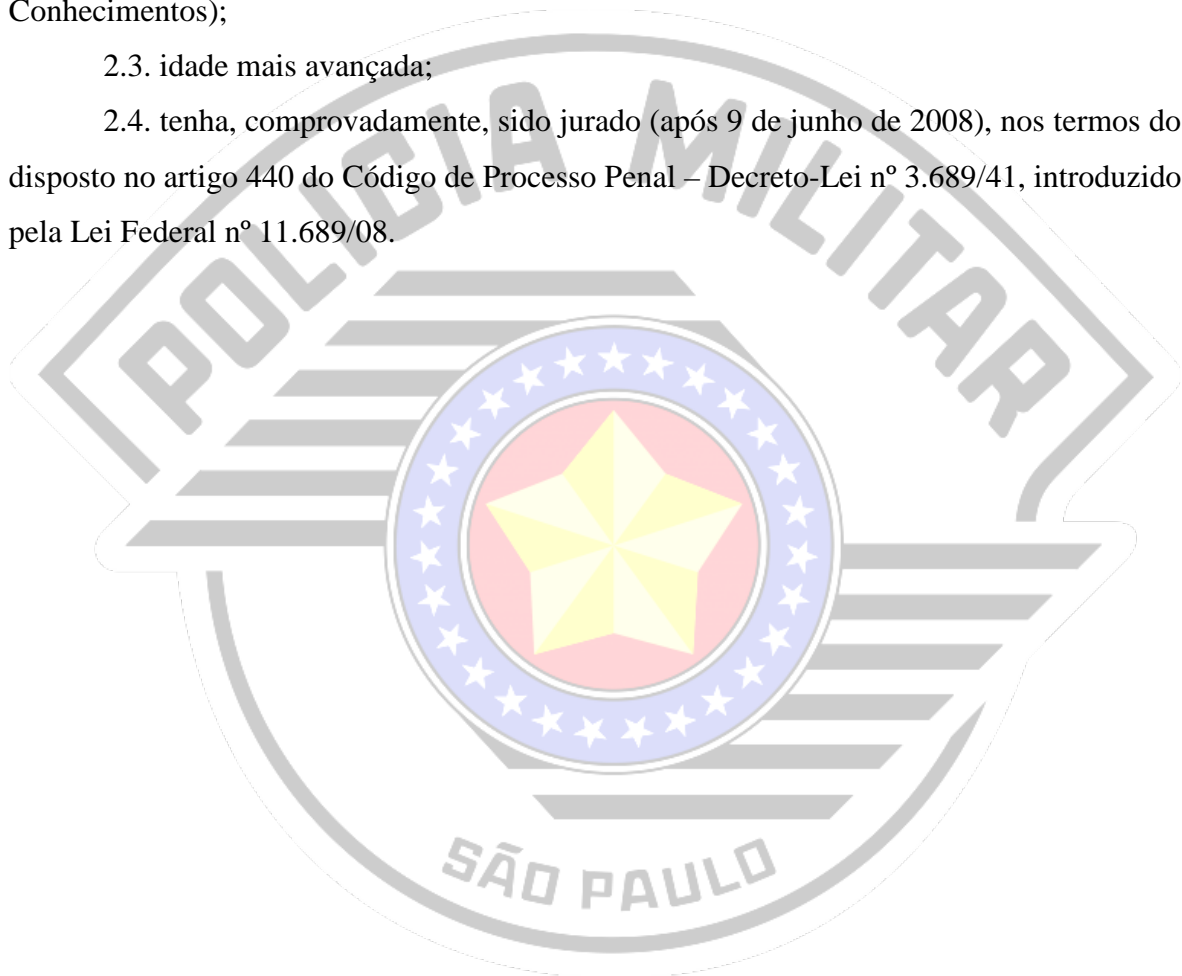 Conhecimentos);
2.3. idade mais avançada;
2.4. tenha, comprovadamente, sido jurado (após 9 de junho de 2008), nos termos do
disposto no artigo 440 do Código de Processo Penal – Decreto-Lei nº 3.689/41, introduzido
pela Lei Federal nº 11.689/08.
POLÍCIA MILITAR
SÃO PAULO